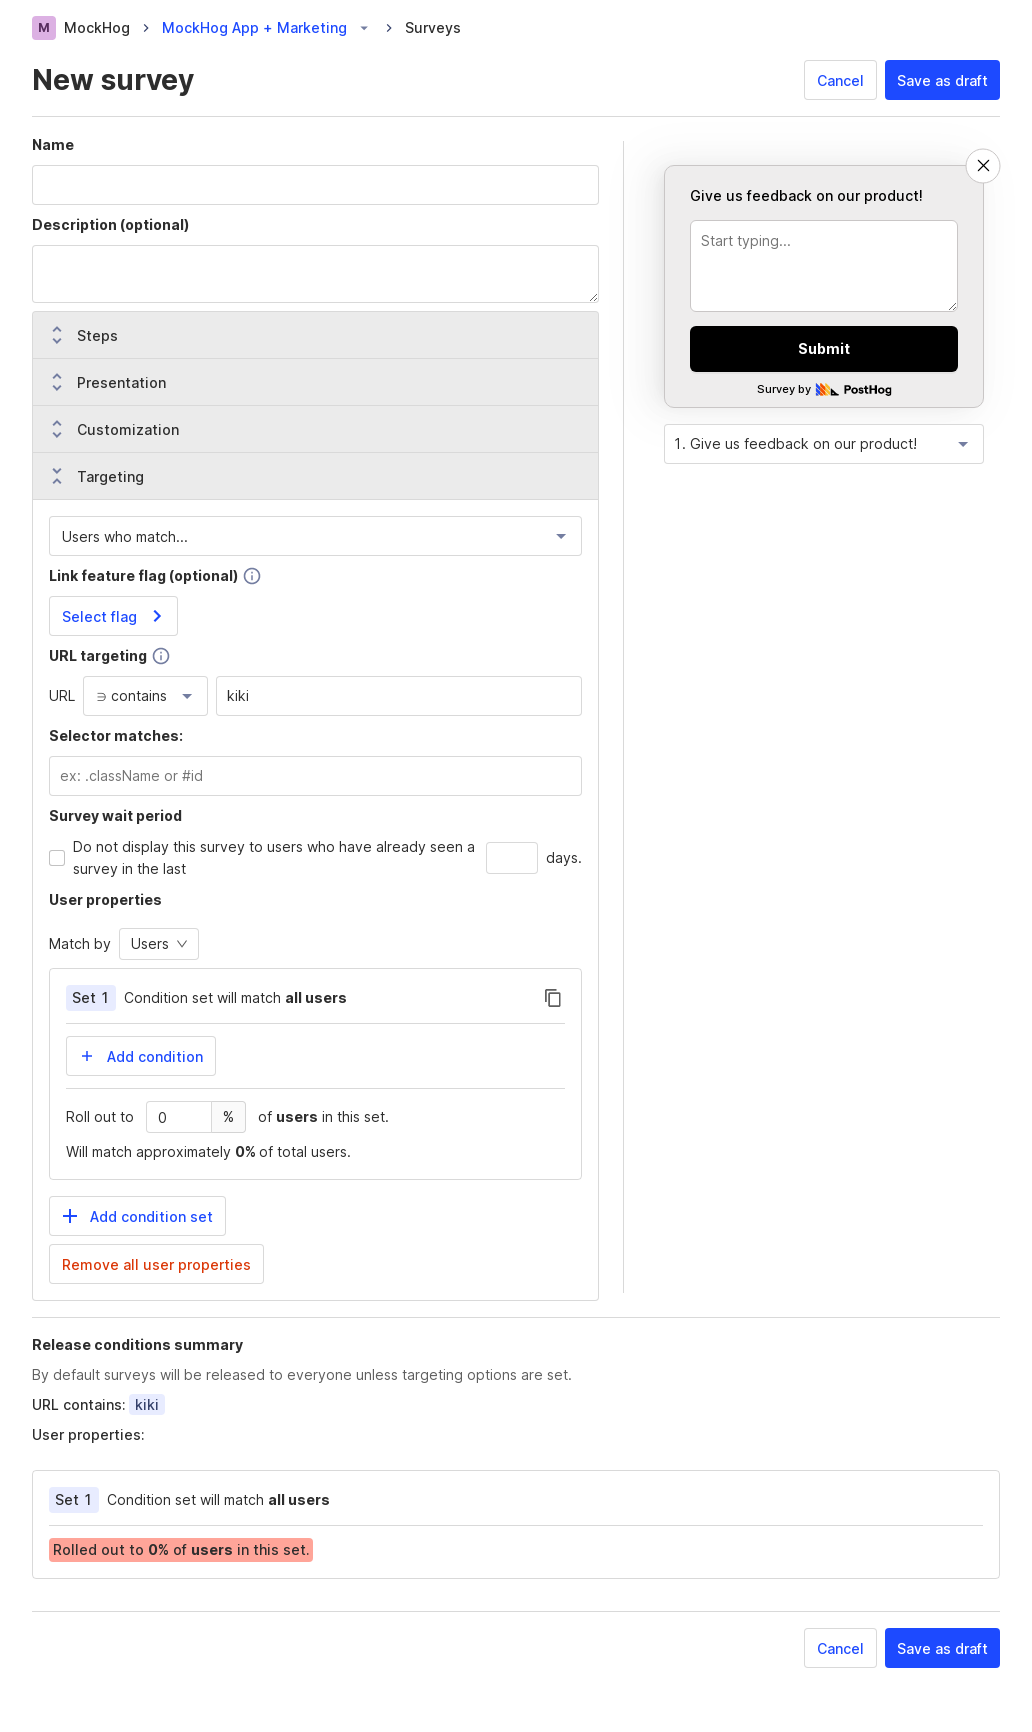 M MockHog MockHog App + Marketing Surveys
New survey
Cancel Save as draft
Name
Description (optional)
Steps
Presentation
Customization
Targeting
Users who match...
Link feature flag (optional)
Select flag
URL targeting
URL ∋ contains kiki
Selector matches:
ex: .className or #id
Survey wait period
Do not display this survey to users who have already seen a
survey in the last
days.
User properties
Match by Users
Set 1 Condition set will match all users
Add condition
Roll out to 0 % of users in this set.
Will match approximately 0% of total users.
Add condition set
Remove all user properties
Give us feedback on our product!
Start typing...
Submit
Survey by PostHog
1. Give us feedback on our product!
Release conditions summary
By default surveys will be released to everyone unless targeting options are set.
URL contains: kiki
User properties:
Set 1 Condition set will match all users
Rolled out to 0% of users in this set.
Cancel Save as draft